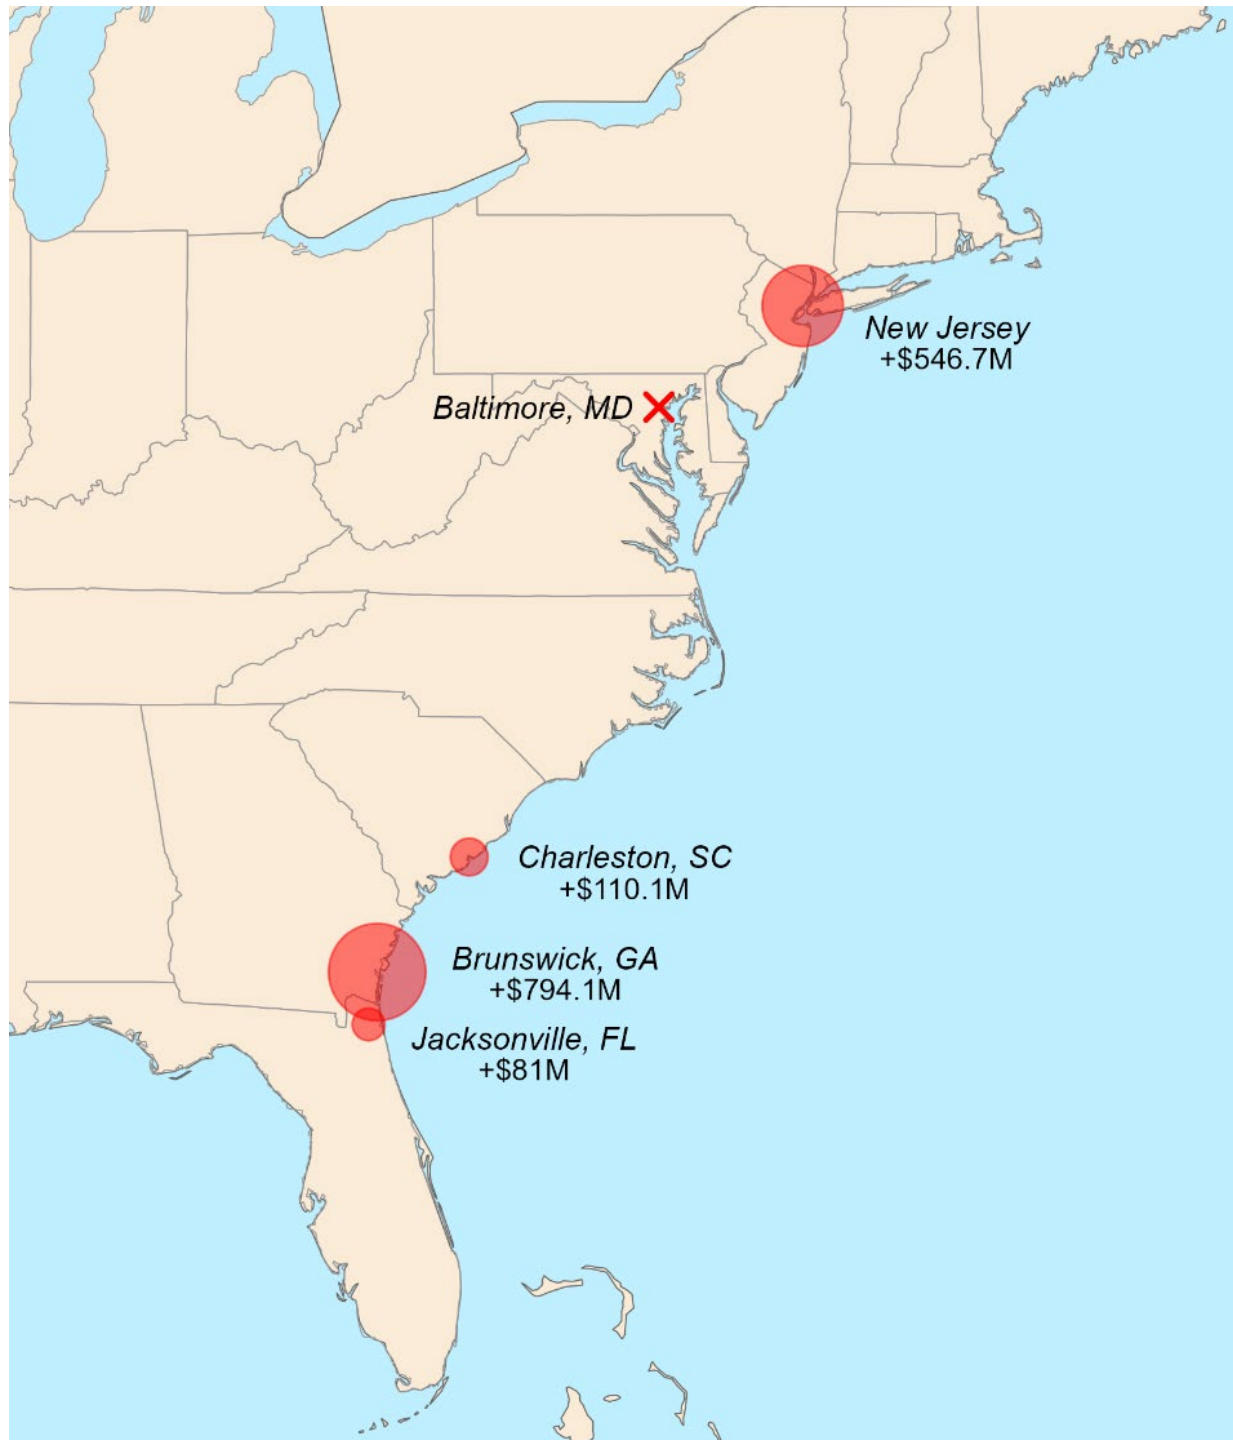 New Jersey
+$546.7M
Baltimore, MD
Charleston, SC
+$110.1M
Brunswick, GA
+$794.1M
Jacksonville, FL
+$81M